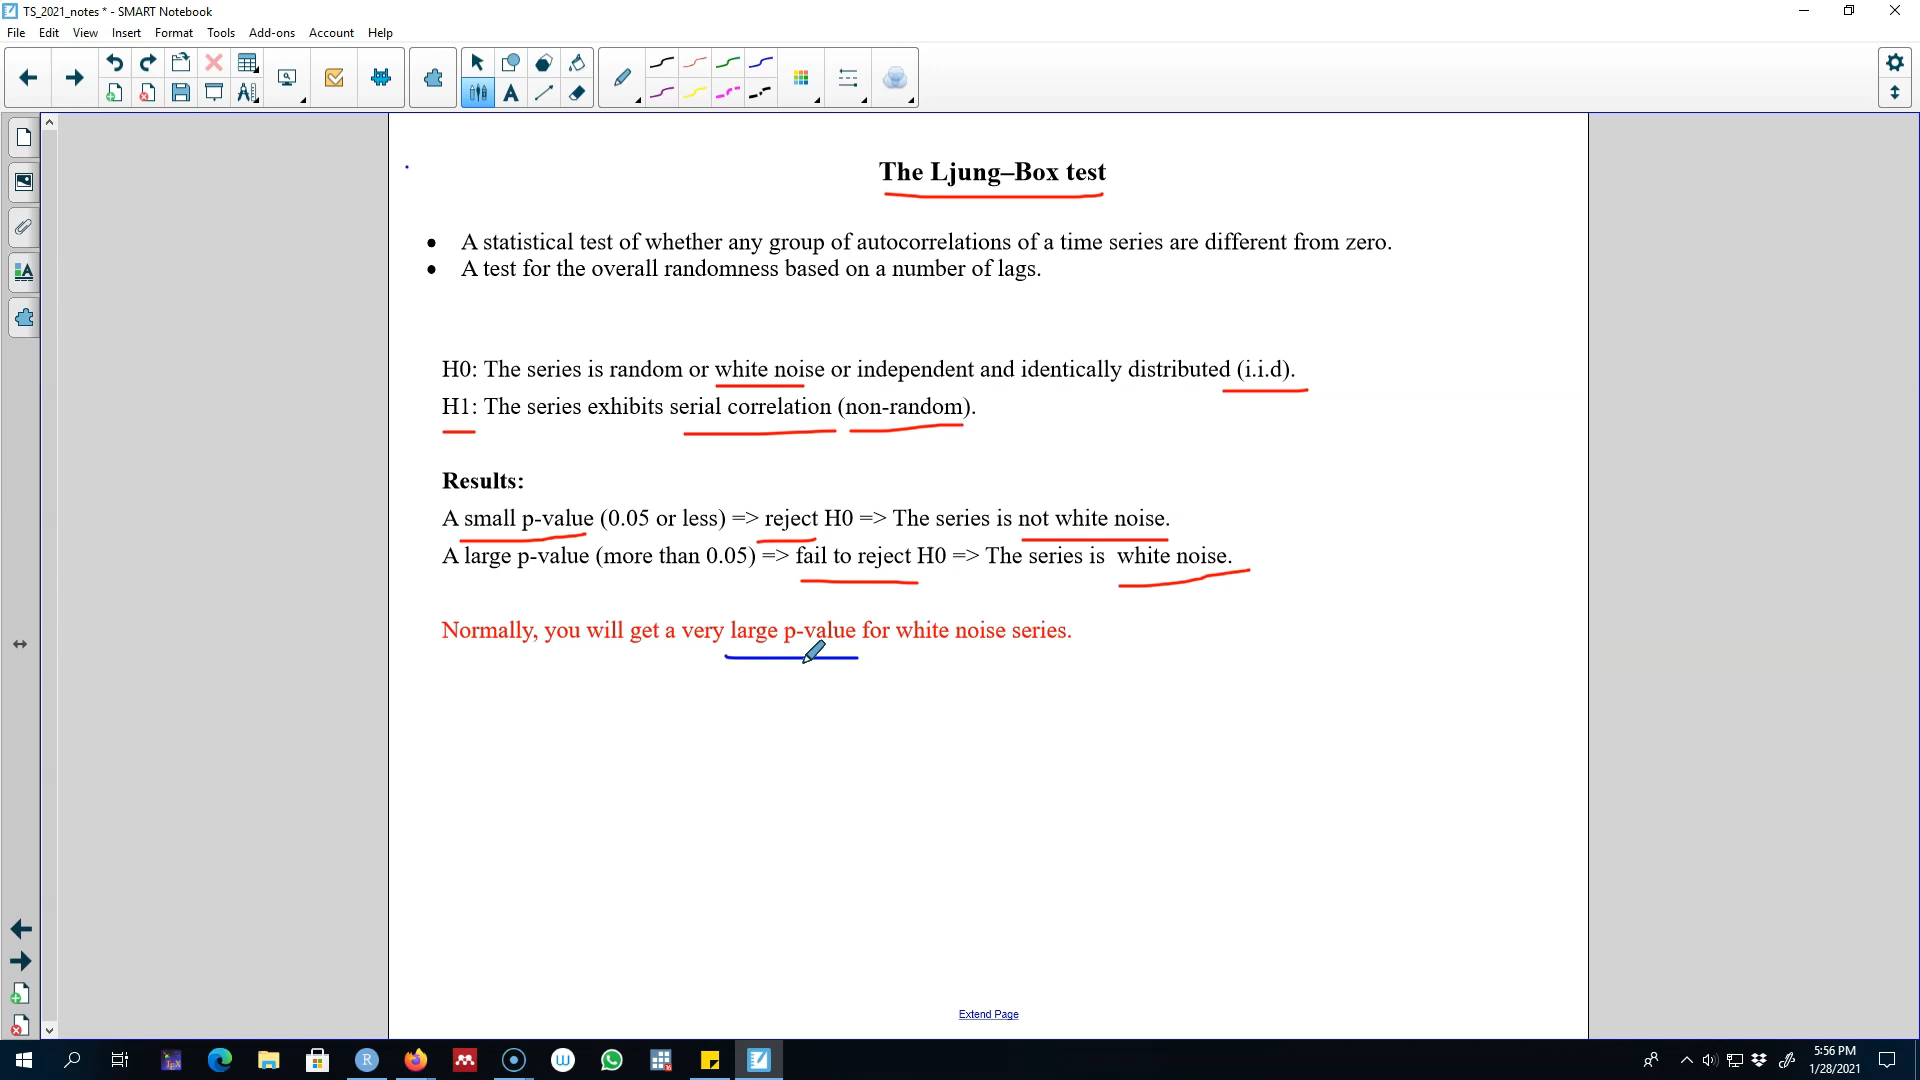 TS_2021_notes * - SMART Notebook
File Edit View Insert Format Tools Add-ons Account Help
The Ljung–Box test
• A statistical test of whether any group of autocorrelations of a time series are different from zero.
• A test for the overall randomness based on a number of lags.
H0: The series is random or white noise or independent and identically distributed (i.i.d).
H1: The series exhibits serial correlation (non-random).
Results:
A small p-value (0.05 or less) => reject H0 => The series is not white noise.
A large p-value (more than 0.05) => fail to reject H0 => The series is white noise.
Normally, you will get a very large p-value for white noise series.
Extend Page
5:56 PM
1/28/2021